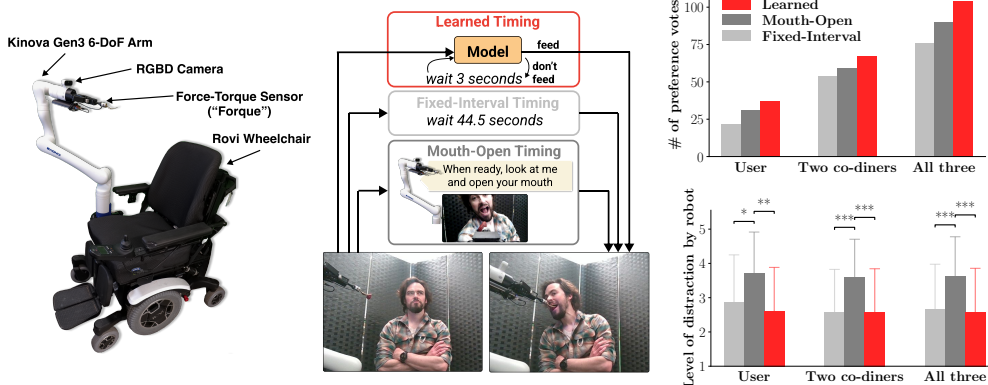 Kinova Gen3 6-DoF Arm
RGBD Camera
Force-Torque Sensor
("Forque")
Rovi Wheelchair
Learned Timing
Model
feed
don't
feed
wait 3 seconds
Fixed-Interval Timing
wait 44.5 seconds
Mouth-Open Timing
When ready, look at me
and open your mouth
# of preference votes
100
75
50
25
0
Learned
Mouth-Open
Fixed-Interval
User
Two co-diners
All three
Level of distraction by robot
5
4
3
2
1
* **
*** ***
*** ***
User
Two co-diners
All three